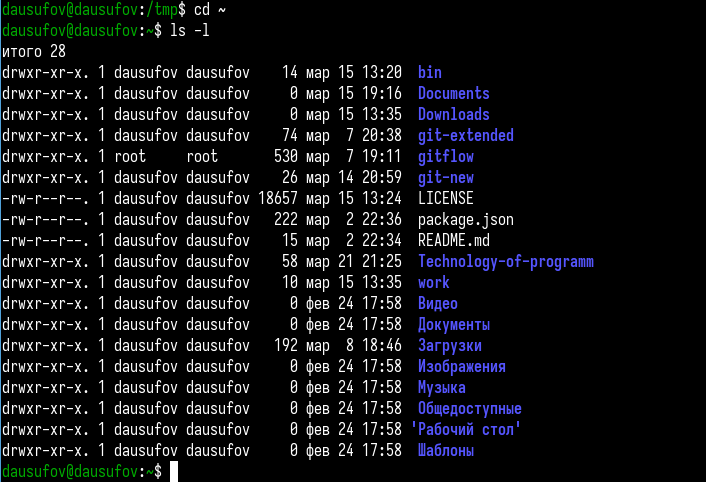 dausufov@dausufov:/tmp$ cd ~
dausufov@dausufov:~$ ls -l
итого 28
drwxr-xr-x. 1 dausufov dausufov    14 мар 15 13:20  bin
drwxr-xr-x. 1 dausufov dausufov     0 мар 15 19:16  Documents
drwxr-xr-x. 1 dausufov dausufov     0 мар 15 13:35  Downloads
drwxr-xr-x. 1 dausufov dausufov    74 мар  7 20:38  git-extended
drwxr-xr-x. 1 root     root       530 мар  7 19:11  gitflow
drwxr-xr-x. 1 dausufov dausufov    26 мар 14 20:59  git-new
-rw-r--r--. 1 dausufov dausufov 18657 мар 15 13:24  LICENSE
-rw-r--r--. 1 dausufov dausufov   222 мар  2 22:36  package.json
-rw-r--r--. 1 dausufov dausufov    15 мар  2 22:34  README.md
drwxr-xr-x. 1 dausufov dausufov    58 мар 21 21:25  Technology-of-programm
drwxr-xr-x. 1 dausufov dausufov    10 мар 15 13:35  work
drwxr-xr-x. 1 dausufov dausufov     0 фев 24 17:58  Видео
drwxr-xr-x. 1 dausufov dausufov     0 фев 24 17:58  Документы
drwxr-xr-x. 1 dausufov dausufov   192 мар  8 18:46  Загрузки
drwxr-xr-x. 1 dausufov dausufov     0 фев 24 17:58  Изображения
drwxr-xr-x. 1 dausufov dausufov     0 фев 24 17:58  Музыка
drwxr-xr-x. 1 dausufov dausufov     0 фев 24 17:58  Общедоступные
drwxr-xr-x. 1 dausufov dausufov     0 фев 24 17:58 'Рабочий стол'
drwxr-xr-x. 1 dausufov dausufov     0 фев 24 17:58  Шаблоны
dausufov@dausufov:~$